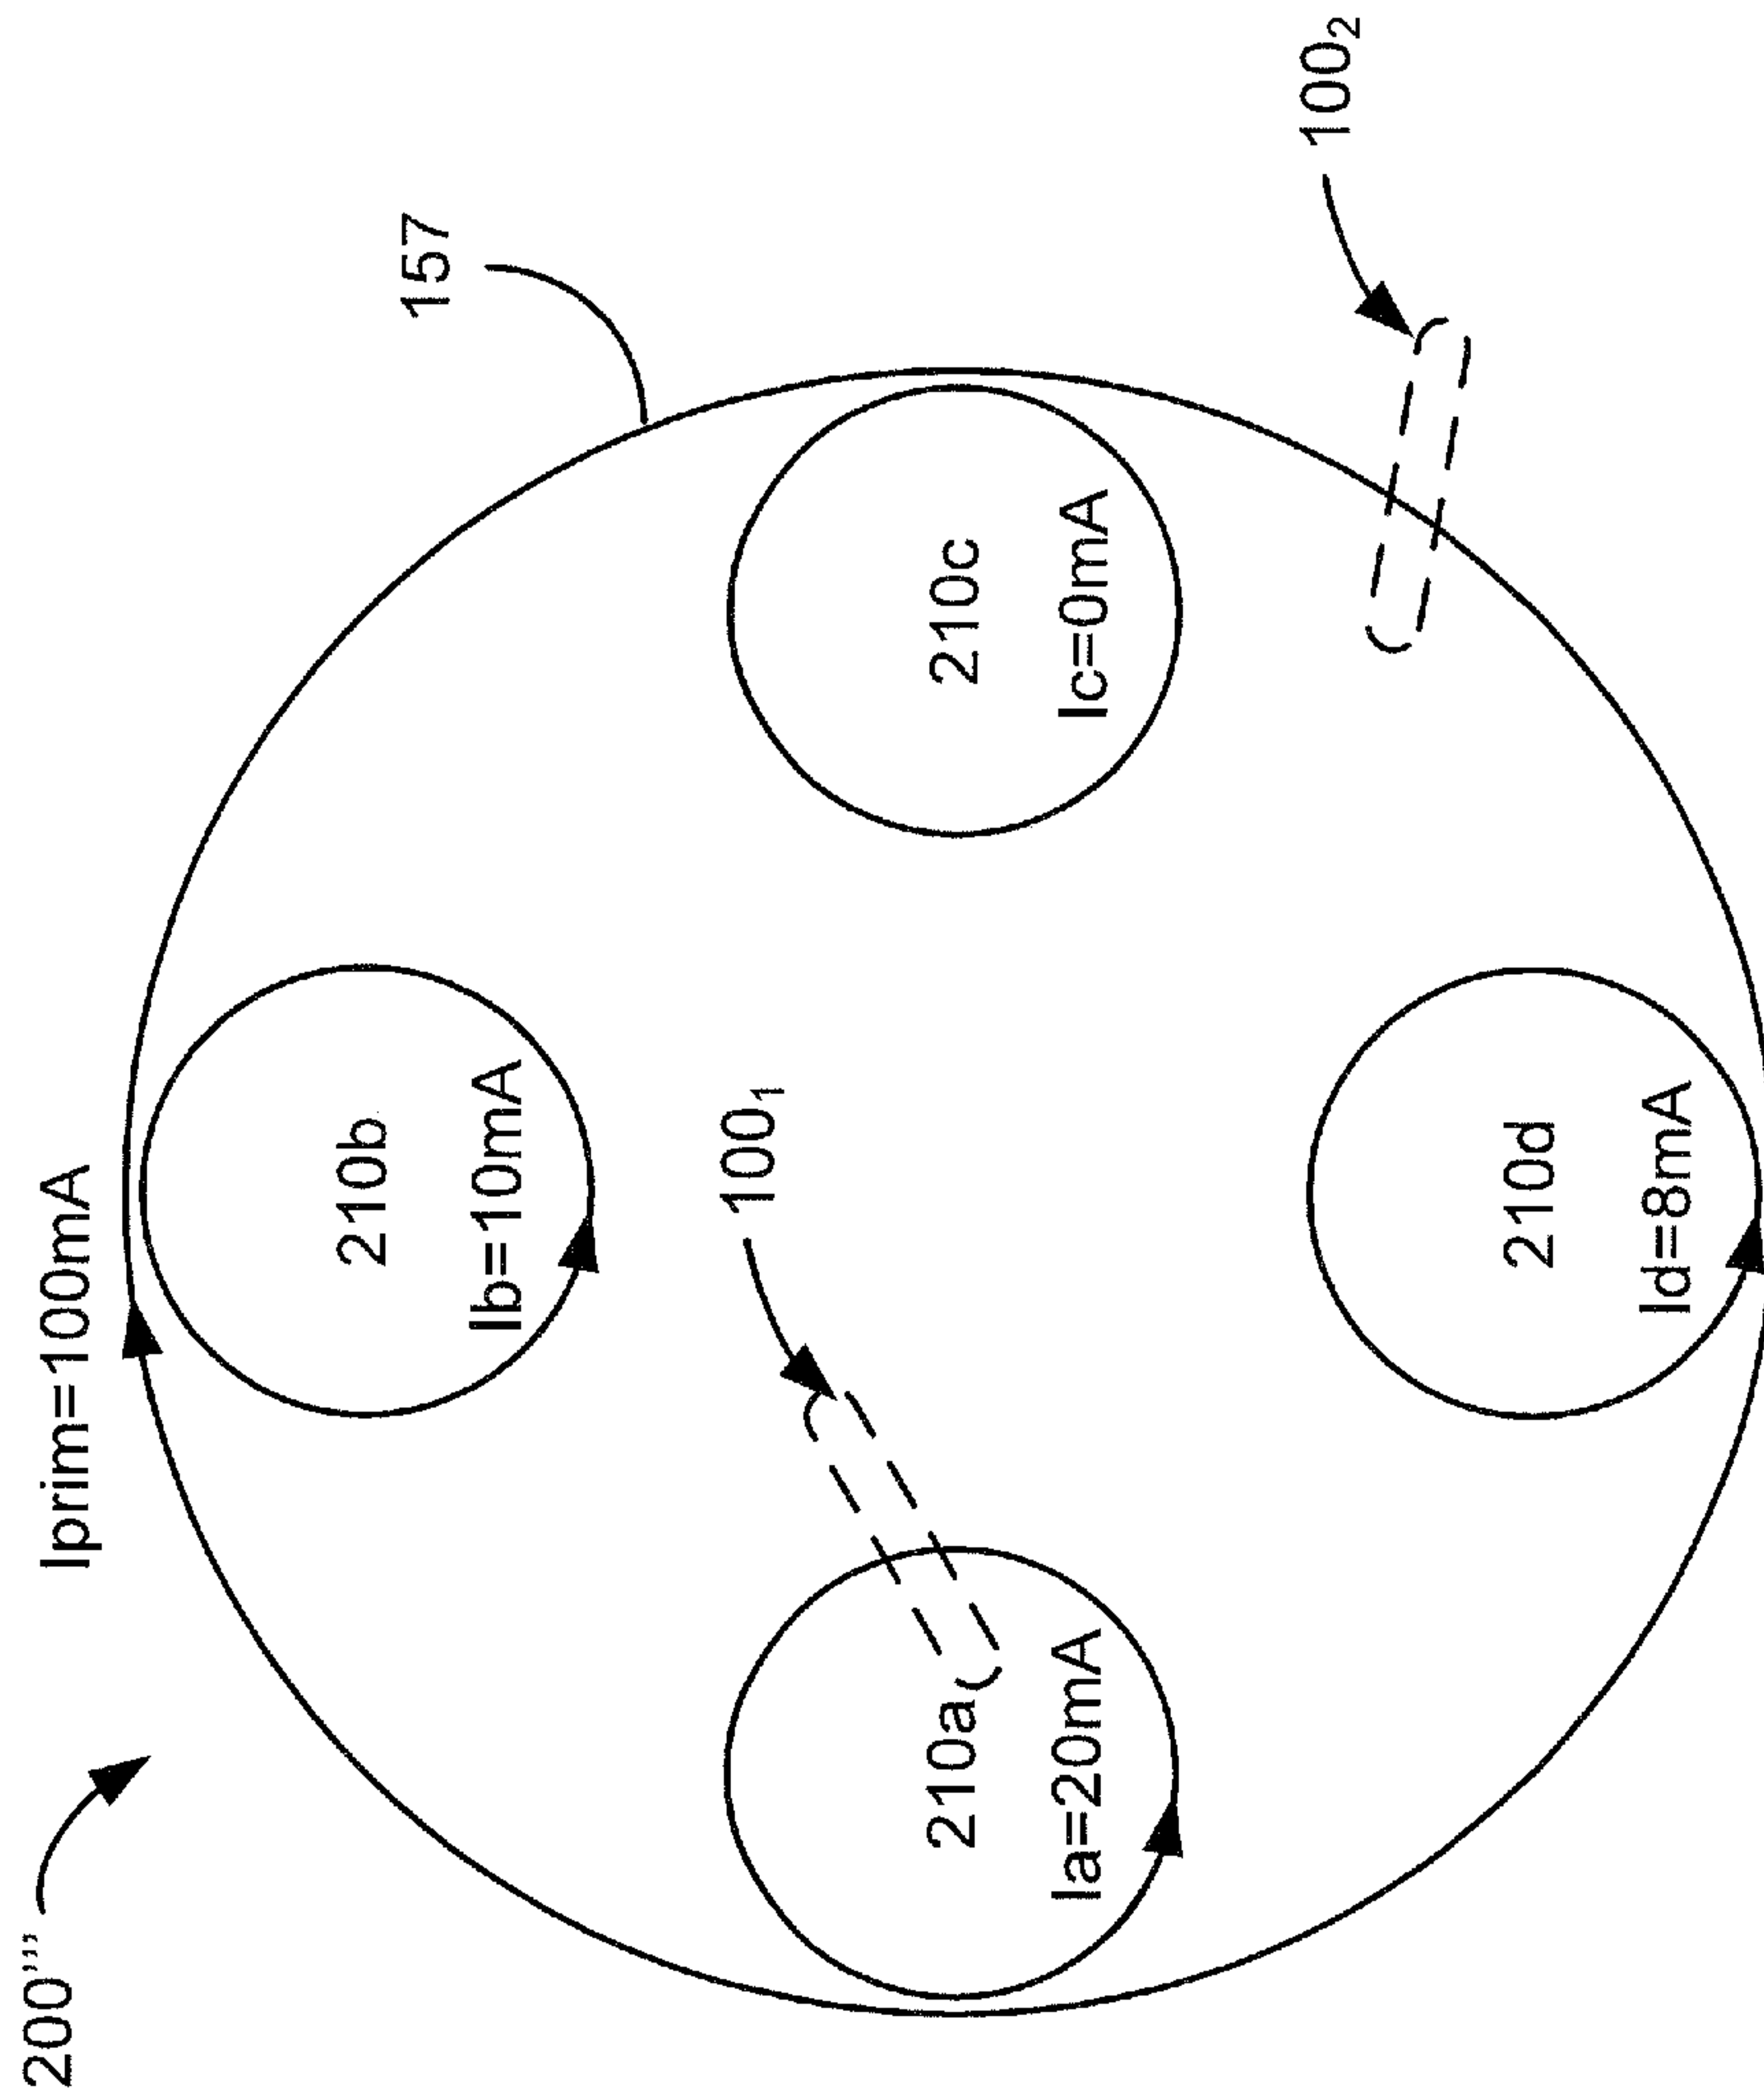 200'''
Iprim=100mA
157
210b
Ib=10mA
100₁
100₂
210a
Ia=20mA
210c
Ic=0mA
210d
Id=8mA